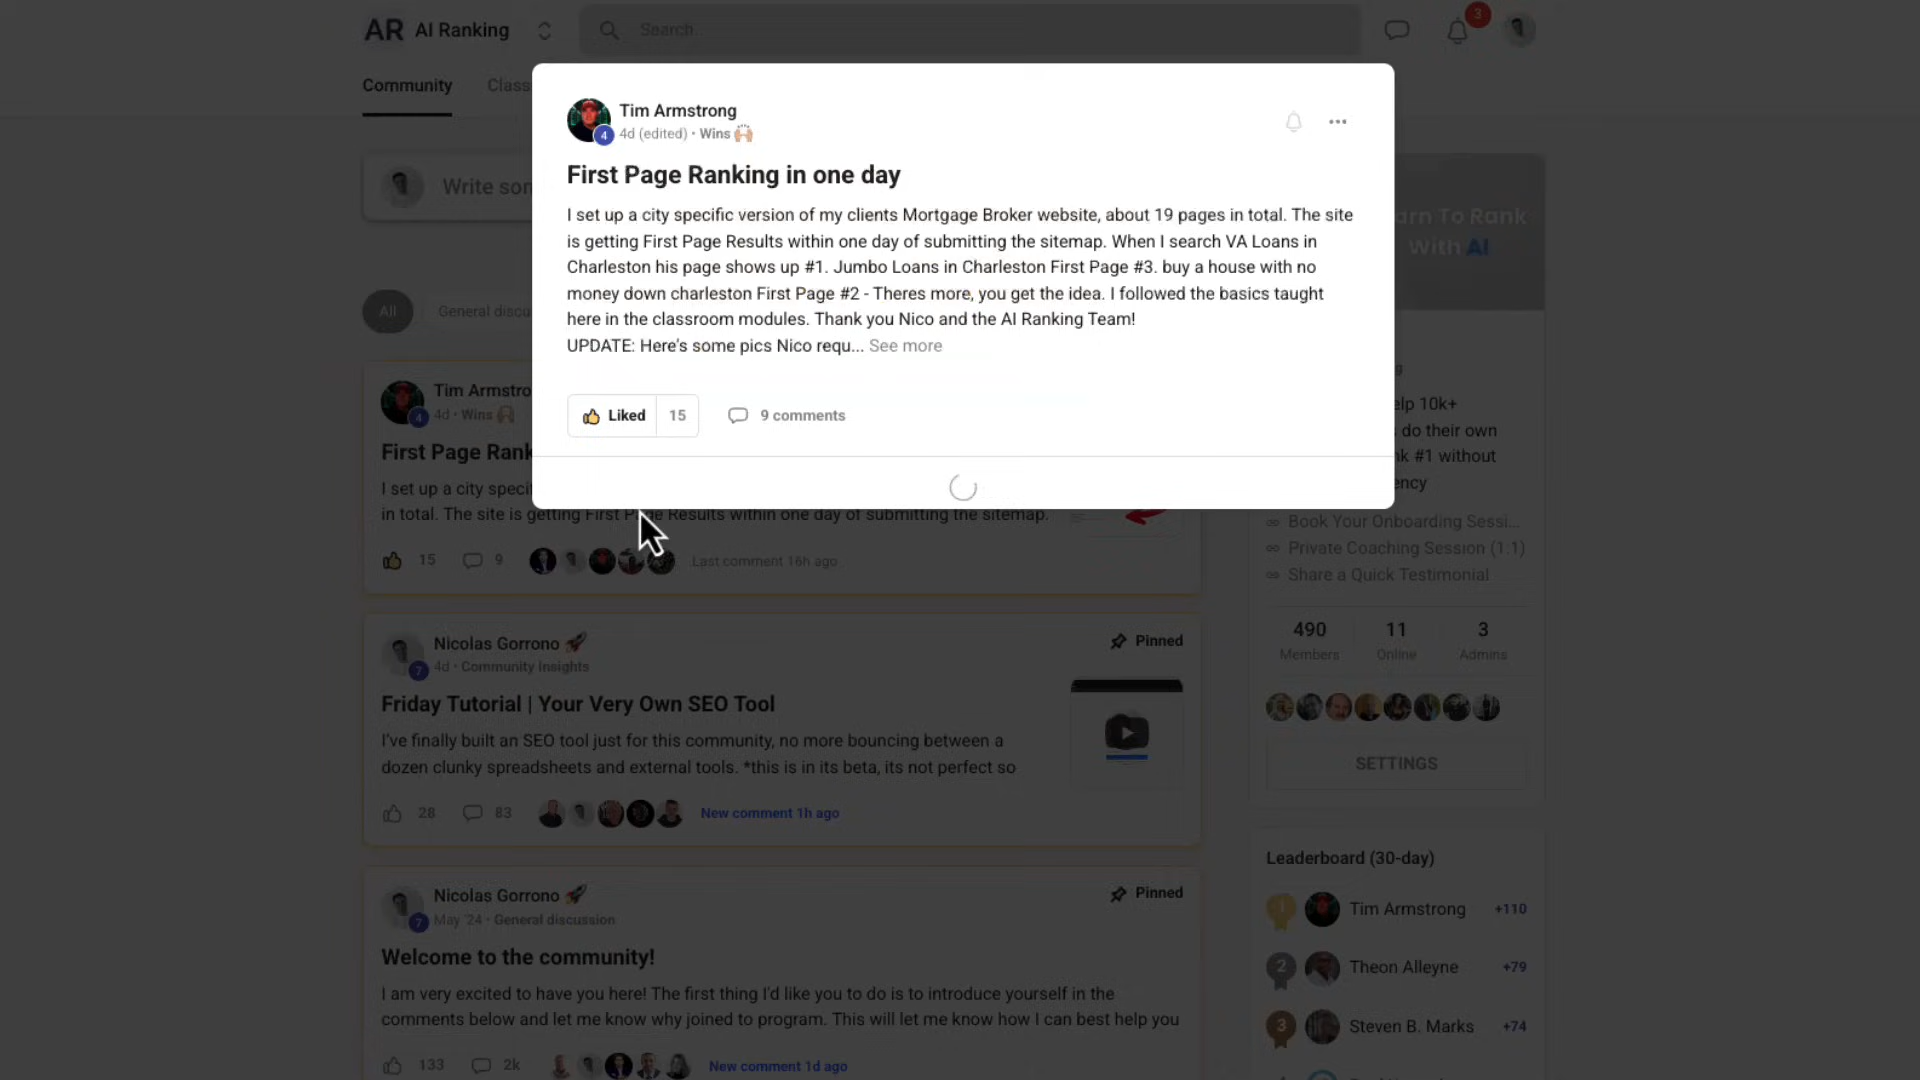 AR AI Ranking
Search...
3
Community
Class
Tim Armstrong
4
4d (edited) · Wins 🙌🏼
First Page Ranking in one day
I set up a city specific version of my clients Mortgage Broker website, about 19 pages in total. The site
is getting First Page Results within one day of submitting the sitemap. When I search VA Loans in
Charleston his page shows up #1. Jumbo Loans in Charleston First Page #3. buy a house with no
money down charleston First Page #2 - Theres more, you get the idea. I followed the basics taught
here in the classroom modules. Thank you Nico and the AI Ranking Team!
UPDATE: Here's some pics Nico requ... See more
Liked 15 9 comments
Write som
All
General discu
Tim Armstro
4
4d · Wins 🙌🏼
First Page Rank
I set up a city specif
in total. The site is getting First Page Results within one day of submitting the sitemap.
15 9 Last comment 16h ago
Nicolas Gorrono 🚀
Pinned
7
4d · Community insights
Friday Tutorial | Your Very Own SEO Tool
I've finally built an SEO tool just for this community, no more bouncing between a
dozen clunky spreadsheets and external tools. *this is in its beta, its not perfect so
28 83 New comment 1h ago
Nicolas Gorrono 🚀
Pinned
7
May '24 · General discussion
Welcome to the community!
I am very excited to have you here! The first thing I'd like you to do is to introduce yourself in the
comments below and let me know why joined to program. This will let me know how I can best help you
133 2k New comment 1d ago
arn To Rank
With AI
elp 10k+
do their own
nk #1 without
ency
Book Your Onboarding Sessi...
Private Coaching Session (1:1)
Share a Quick Testimonial
490 11 3
Members Online Admins
SETTINGS
Leaderboard (30-day)
1 Tim Armstrong +110
2 Theon Alleyne +79
3 Steven B. Marks +74